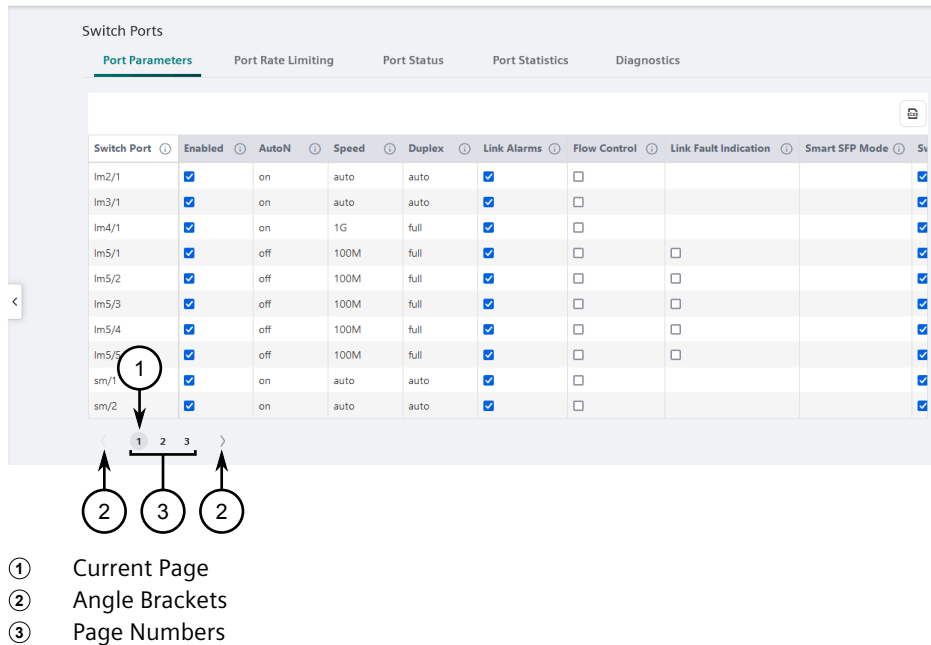 Switch Ports
Port Parameters Port Rate Limiting Port Status Port Statistics Diagnostics
Switch Port Enabled AutoN Speed Duplex Link Alarms Flow Control Link Fault Indication Smart SFP Mode
lm2/1 on auto auto
lm3/1 on auto auto
lm4/1 on 1G full
lm5/1 off 100M full
lm5/2 off 100M full
lm5/3 off 100M full
lm5/4 off 100M full
lm5/5 off 100M full
1
sm/1 on auto auto
sm/2 on auto auto
1 2 3
2 3 2
1 Current Page
2 Angle Brackets
3 Page Numbers